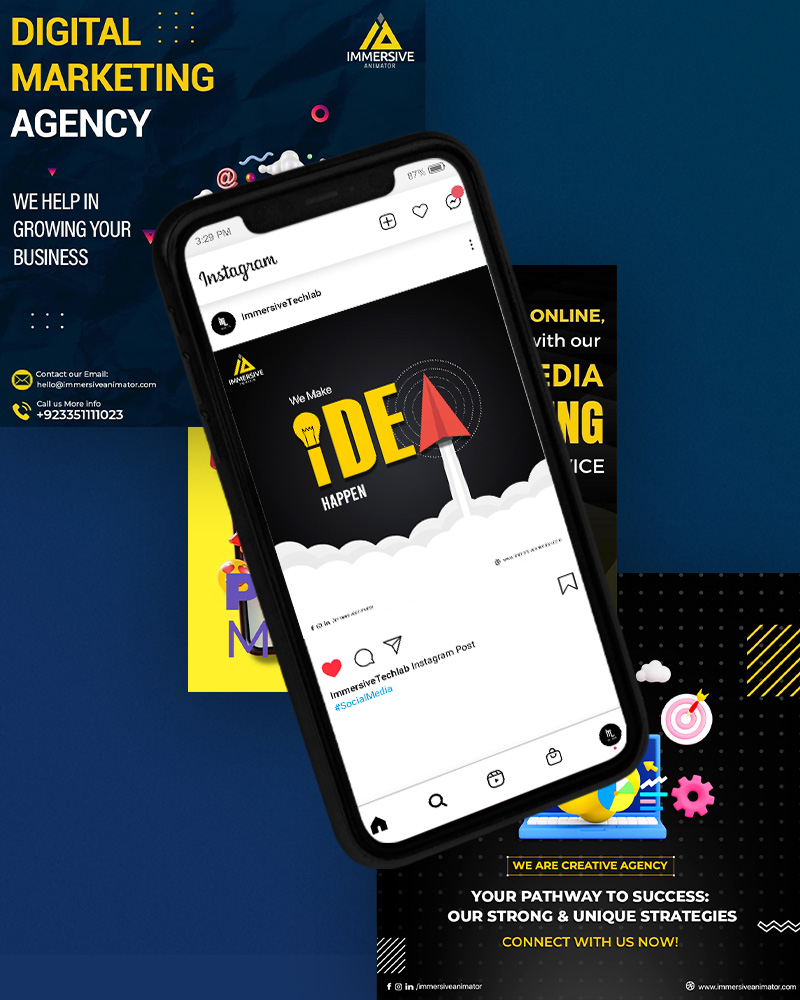 DIGITAL
MARKETING
AGENCY
IMMERSIVE
ANIMATOR
WE HELP IN
GROWING YOUR
BUSINESS
Contact our Email:
hello@immersiveanimator.com
Call us More info
+923351111023
3:29 PM
87%
Instagram
ImmersiveTechlab
IMMERSIVE
We Make
iDEA
HAPPEN
ImmersiveTechlab Instagram Post
#SocialMedia
ONLINE,
with our
EDIA
NG
VICE
P
M
WE ARE CREATIVE AGENCY
YOUR PATHWAY TO SUCCESS:
OUR STRONG & UNIQUE STRATEGIES
CONNECT WITH US NOW!
/immersiveanimator
www.immersiveanimator.com